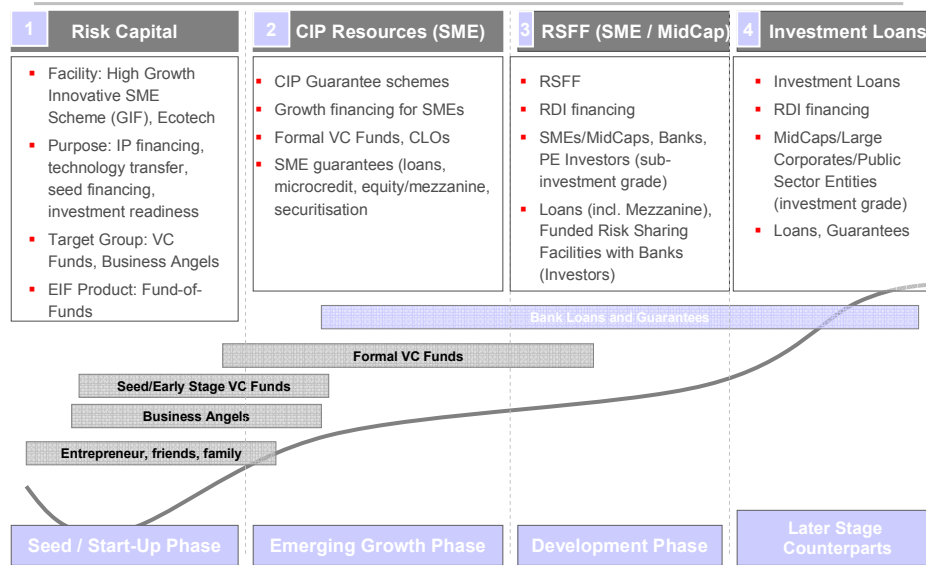 1
Risk Capital
▪ Facility: High Growth
Innovative SME
Scheme (GIF), Ecotech
▪ Purpose: IP financing,
technology transfer,
seed financing,
investment readiness
▪ Target Group: VC
Funds, Business Angels
▪ EIF Product: Fund-of-
Funds
2
CIP Resources (SME)
▪ CIP Guarantee schemes
▪ Growth financing for SMEs
▪ Formal VC Funds, CLOs
▪ SME guarantees (loans,
microcredit, equity/mezzanine,
securitisation
3
RSFF (SME / MidCap)
▪ RSFF
▪ RDI financing
▪ SMEs/MidCaps, Banks,
PE Investors (sub-
investment grade)
▪ Loans (incl. Mezzanine),
Funded Risk Sharing
Facilities with Banks
(Investors)
4
Investment Loans
▪ Investment Loans
▪ RDI financing
▪ MidCaps/Large
Corporates/Public
Sector Entities
(investment grade)
▪ Loans, Guarantees
Bank Loans and Guarantees
Formal VC Funds
Seed/Early Stage VC Funds
Business Angels
Entrepreneur, friends, family
Seed / Start-Up Phase
Emerging Growth Phase
Development Phase
Later Stage
Counterparts